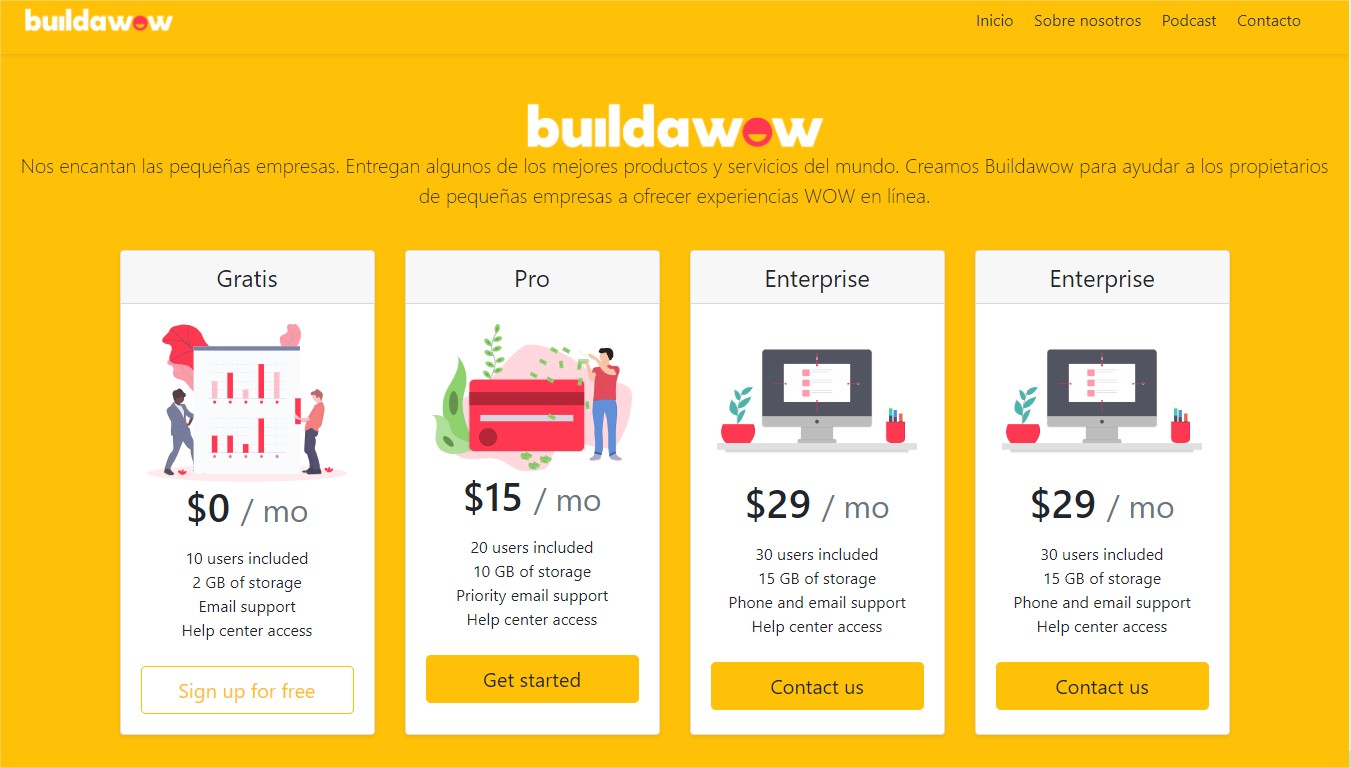 buildawow
Inicio Sobre nosotros Podcast Contacto
buildawow
Nos encantan las pequeñas empresas. Entregan algunos de los mejores productos y servicios del mundo. Creamos Buildawow para ayudar a los propietarios
de pequeñas empresas a ofrecer experiencias WOW en línea.
Gratis
$0 / mo
10 users included
2 GB of storage
Email support
Help center access
Sign up for free
Pro
$15 / mo
20 users included
10 GB of storage
Priority email support
Help center access
Get started
Enterprise
$29 / mo
30 users included
15 GB of storage
Phone and email support
Help center access
Contact us
Enterprise
$29 / mo
30 users included
15 GB of storage
Phone and email support
Help center access
Contact us